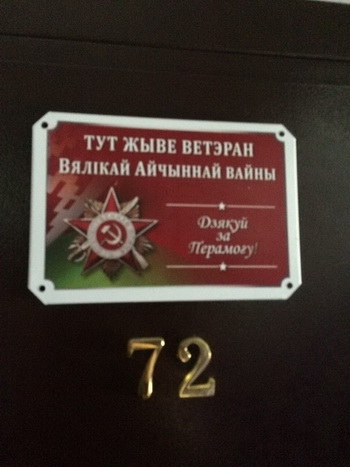 ТУТ ЖЫВЕ ВЕТЭРАН
ВЯЛІКАЙ АЙЧЫННАЙ ВАЙНЫ
Дзякуй
за
Перамогу!
72